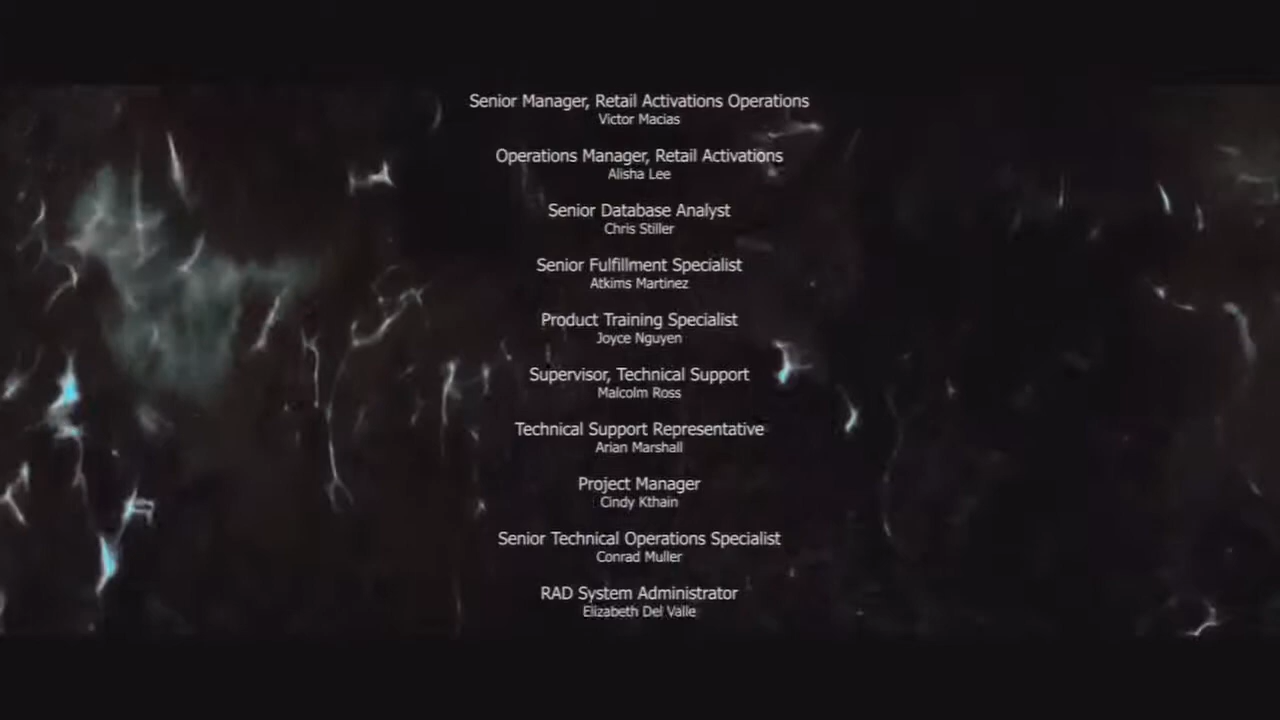 Senior Manager, Retail Activations Operations
Victor Macias
Operations Manager, Retail Activations
Alisha Lee
Senior Database Analyst
Chris Stiller
Senior Fulfillment Specialist
Atkims Martinez
Product Training Specialist
Joyce Nguyen
Supervisor, Technical Support
Malcolm Ross
Technical Support Representative
Arian Marshall
Project Manager
Cindy Kthain
Senior Technical Operations Specialist
Conrad Muller
RAD System Administrator
Elizabeth Del Valle